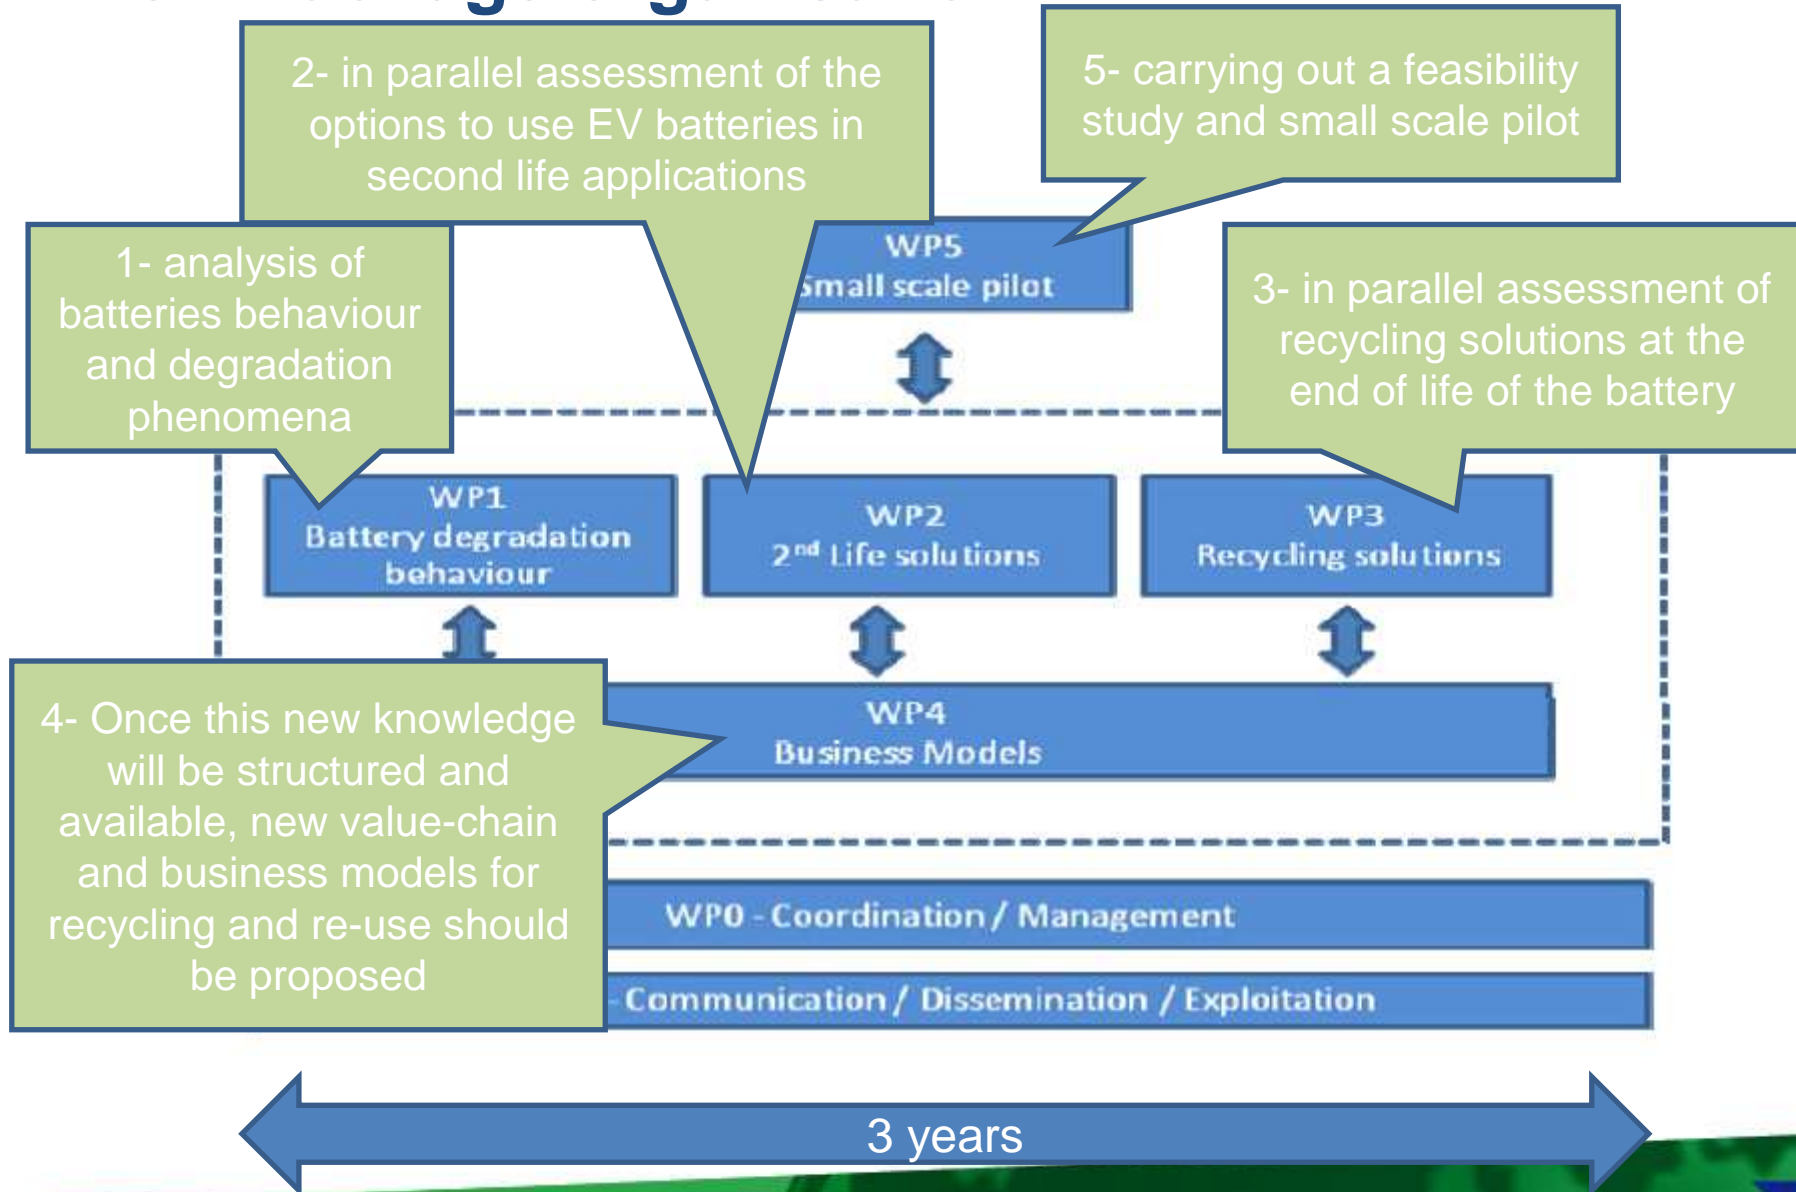 2- in parallel assessment of the
options to use EV batteries in
second life applications
5- carrying out a feasibility
study and small scale pilot
1- analysis of
batteries behaviour
and degradation
phenomena
WP5
Small scale pilot
3- in parallel assessment of
recycling solutions at the
end of life of the battery
WP1
Battery degradation
behaviour
WP2
2nd Life solutions
WP3
Recycling solutions
4- Once this new knowledge
will be structured and
available, new value-chain
and business models for
recycling and re-use should
be proposed
WP4
Business Models
WP0 - Coordination / Management
- Communication / Dissemination / Exploitation
3 years